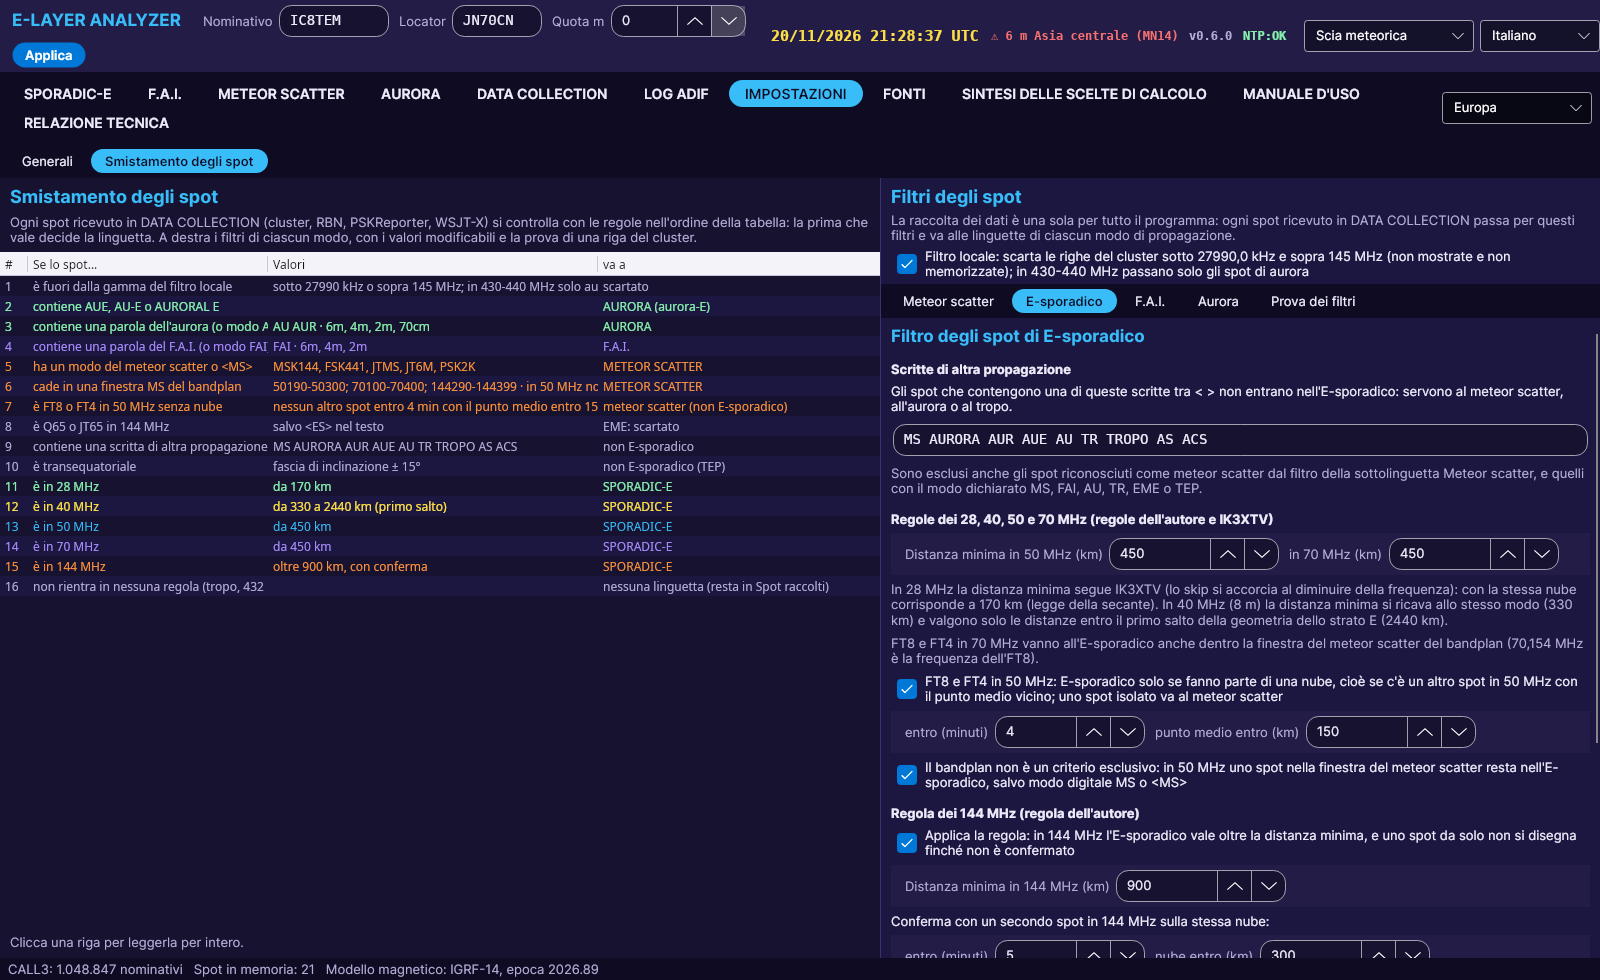 E-LAYER ANALYZER Nominativo IC8TEM Locator JN70CN Quota m 0
20/11/2026 21:28:37 UTC ⚠ 6 m Asia centrale (MN14) v0.6.0 NTP:OK Scia meteorica Italiano
Applica
SPORADIC-E F.A.I. METEOR SCATTER AURORA DATA COLLECTION LOG ADIF IMPOSTAZIONI FONTI SINTESI DELLE SCELTE DI CALCOLO MANUALE D'USO
RELAZIONE TECNICA
Europa
Generali Smistamento degli spot
Smistamento degli spot
Ogni spot ricevuto in DATA COLLECTION (cluster, RBN, PSKReporter, WSJT-X) si controlla con le regole nell'ordine della tabella: la prima che
vale decide la linguetta. A destra i filtri di ciascun modo, con i valori modificabili e la prova di una riga del cluster.
# Se lo spot... Valori va a
1 è fuori dalla gamma del filtro locale sotto 27990 kHz o sopra 145 MHz; in 430-440 MHz solo au scartato
2 contiene AUE, AU-E o AURORAL E AURORA (aurora-E)
3 contiene una parola dell'aurora (o modo A AU AUR · 6m, 4m, 2m, 70cm AURORA
4 contiene una parola del F.A.I. (o modo FAI FAI · 6m, 4m, 2m F.A.I.
5 ha un modo del meteor scatter o <MS> MSK144, FSK441, JTMS, JT6M, PSK2K METEOR SCATTER
6 cade in una finestra MS del bandplan 50190-50300; 70100-70400; 144290-144399 · in 50 MHz nc METEOR SCATTER
7 è FT8 o FT4 in 50 MHz senza nube nessun altro spot entro 4 min con il punto medio entro 15 meteor scatter (non E-sporadico)
8 è Q65 o JT65 in 144 MHz salvo <ES> nel testo EME: scartato
9 contiene una scritta di altra propagazione MS AURORA AUR AUE AU TR TROPO AS ACS non E-sporadico
10 è transequatoriale fascia di inclinazione ± 15° non E-sporadico (TEP)
11 è in 28 MHz da 170 km SPORADIC-E
12 è in 40 MHz da 330 a 2440 km (primo salto) SPORADIC-E
13 è in 50 MHz da 450 km SPORADIC-E
14 è in 70 MHz da 450 km SPORADIC-E
15 è in 144 MHz oltre 900 km, con conferma SPORADIC-E
16 non rientra in nessuna regola (tropo, 432 nessuna linguetta (resta in Spot raccolti)
Clicca una riga per leggerla per intero.
Filtri degli spot
La raccolta dei dati è una sola per tutto il programma: ogni spot ricevuto in DATA COLLECTION passa per questi
filtri e va alle linguette di ciascun modo di propagazione.
Filtro locale: scarta le righe del cluster sotto 27990,0 kHz e sopra 145 MHz (non mostrate e non
memorizzate); in 430-440 MHz passano solo gli spot di aurora
Meteor scatter E-sporadico F.A.I. Aurora Prova dei filtri
Filtro degli spot di E-sporadico
Scritte di altra propagazione
Gli spot che contengono una di queste scritte tra < > non entrano nell'E-sporadico: servono al meteor scatter,
all'aurora o al tropo.
MS AURORA AUR AUE AU TR TROPO AS ACS
Sono esclusi anche gli spot riconosciuti come meteor scatter dal filtro della sottolinguetta Meteor scatter, e quelli
con il modo dichiarato MS, FAI, AU, TR, EME o TEP.
Regole dei 28, 40, 50 e 70 MHz (regole dell'autore e IK3XTV)
Distanza minima in 50 MHz (km) 450 in 70 MHz (km) 450
In 28 MHz la distanza minima segue IK3XTV (lo skip si accorcia al diminuire della frequenza): con la stessa nube
corrisponde a 170 km (legge della secante). In 40 MHz (8 m) la distanza minima si ricava allo stesso modo (330
km) e valgono solo le distanze entro il primo salto della geometria dello strato E (2440 km).
FT8 e FT4 in 70 MHz vanno all'E-sporadico anche dentro la finestra del meteor scatter del bandplan (70,154 MHz
è la frequenza dell'FT8).
FT8 e FT4 in 50 MHz: E-sporadico solo se fanno parte di una nube, cioè se c'è un altro spot in 50 MHz con
il punto medio vicino; uno spot isolato va al meteor scatter
entro (minuti) 4 punto medio entro (km) 150
Il bandplan non è un criterio esclusivo: in 50 MHz uno spot nella finestra del meteor scatter resta nell'E-
sporadico, salvo modo digitale MS o <MS>
Regola dei 144 MHz (regola dell'autore)
Applica la regola: in 144 MHz l'E-sporadico vale oltre la distanza minima, e uno spot da solo non si disegna
finché non è confermato
Distanza minima in 144 MHz (km) 900
Conferma con un secondo spot in 144 MHz sulla stessa nube:
entro (minuti) 5 nube entro (km) 300
CALL3: 1.048.847 nominativi Spot in memoria: 21 Modello magnetico: IGRF-14, epoca 2026.89